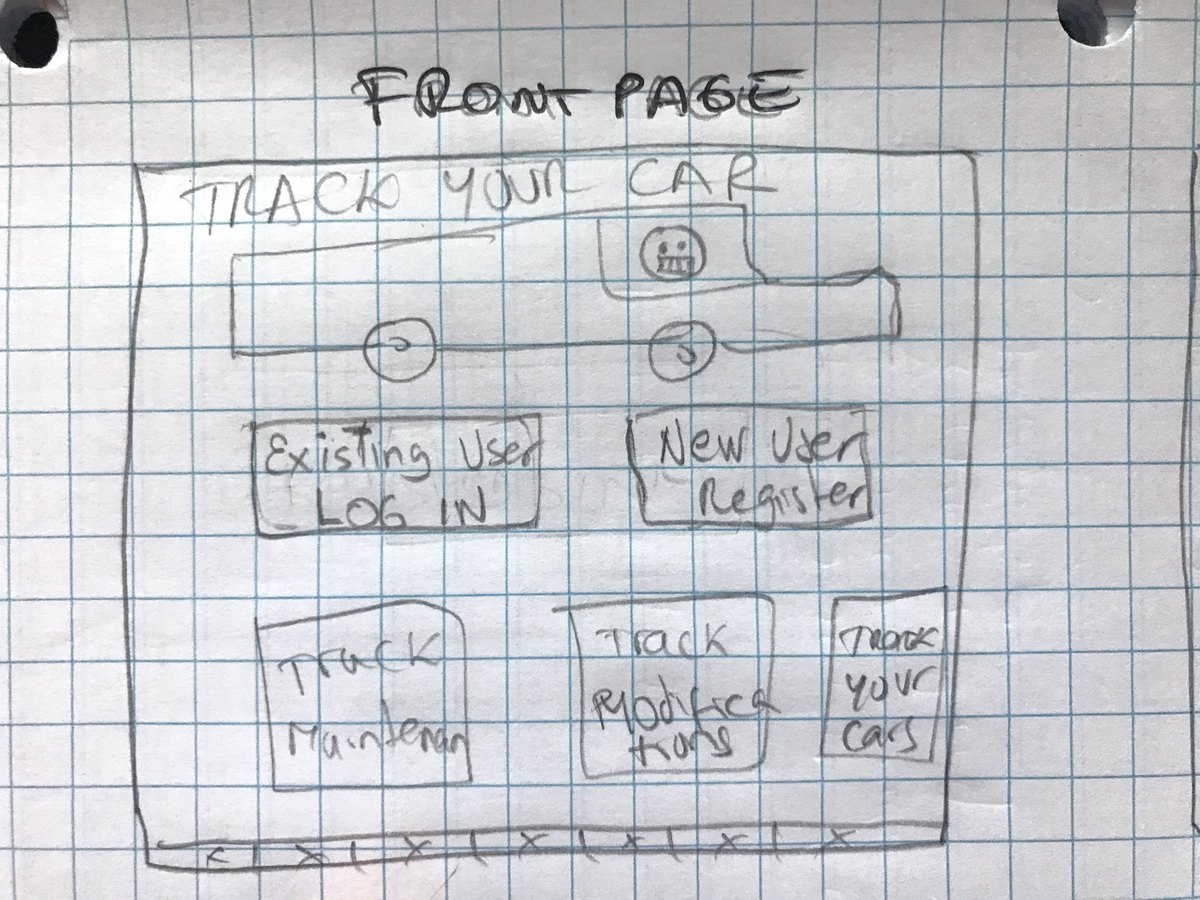 FRONT PAGE
TRACK YOUR CAR
Existing User
LOG IN
New User
Register
Track
Maintenan
Track
Modifica
tions
Track
your
cars
x | x | x | x | x | x | x